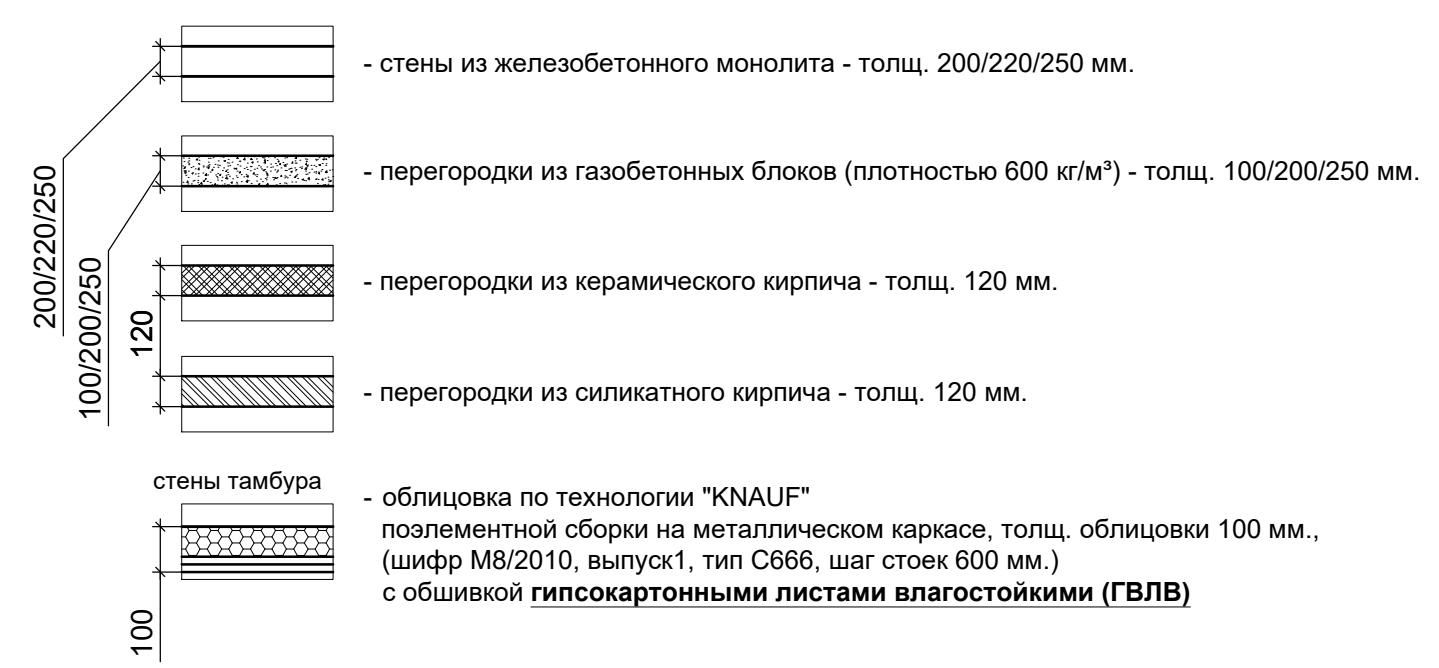 - стены из железобетонного монолита - толщ. 200/220/250 мм.
200/220/250
- перегородки из газобетонных блоков (плотностью 600 кг/м³) - толщ. 100/200/250 мм.
100/200/250
- перегородки из керамического кирпича - толщ. 120 мм.
120
- перегородки из силикатного кирпича - толщ. 120 мм.
стены тамбура
- облицовка по технологии "KNAUF"
поэлементной сборки на металлическом каркасе, толщ. облицовки 100 мм.,
(шифр М8/2010, выпуск1, тип С666, шаг стоек 600 мм.)
с обшивкой гипсокартонными листами влагостойкими (ГВЛВ)
100